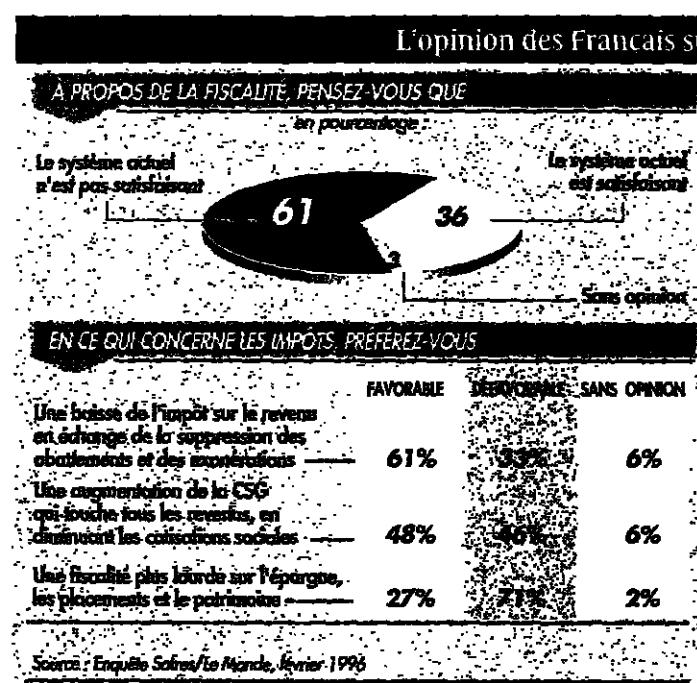 L'opinion des Francais s
A PROPOS DE LA FISCALITÉ, PENSEZ-VOUS QUE
en pourcentage :
Le système actuel
n'est pas satisfaisant
61
36
3
Le système actuel
est satisfaisant
Sans opinion
EN CE QUI CONCERNE LES IMPÔTS, PRÉFÉREZ-VOUS
FAVORABLE DÉFAVORABLE SANS OPINION
Une baisse de l'impôt sur le revenu
en échange de la suppression des
abattements et des exonérations 61% 33% 6%
Une augmentation de la CSG
qui touche tous les revenus, en
diminuant les cotisations sociales 48% 46% 6%
Une fiscalité plus lourde sur l'épargne,
les placements et le patrimoine 27% 71% 2%
Source : Enquête Sofres/Le Monde, février 1996